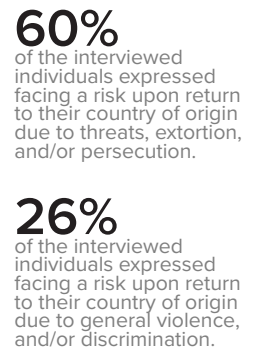 60%
of the interviewed
individuals expressed
facing a risk upon return
to their country of origin
due to threats, extortion,
and/or persecution.
26%
of the interviewed
individuals expressed
facing a risk upon return
to their country of origin
due to general violence,
and/or discrimination.